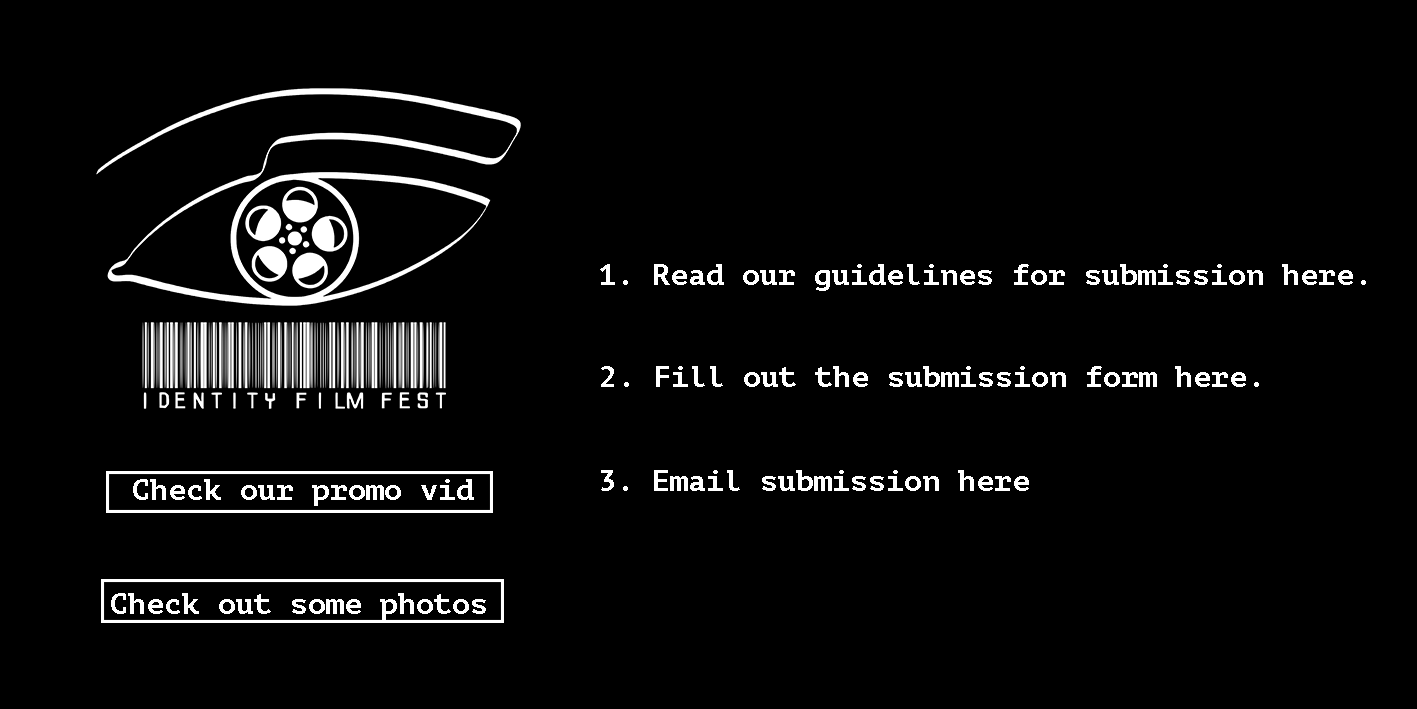 IDENTITY FILM FEST
Check our promo vid
Check out some photos
1. Read our guidelines for submission here.
2. Fill out the submission form here.
3. Email submission here